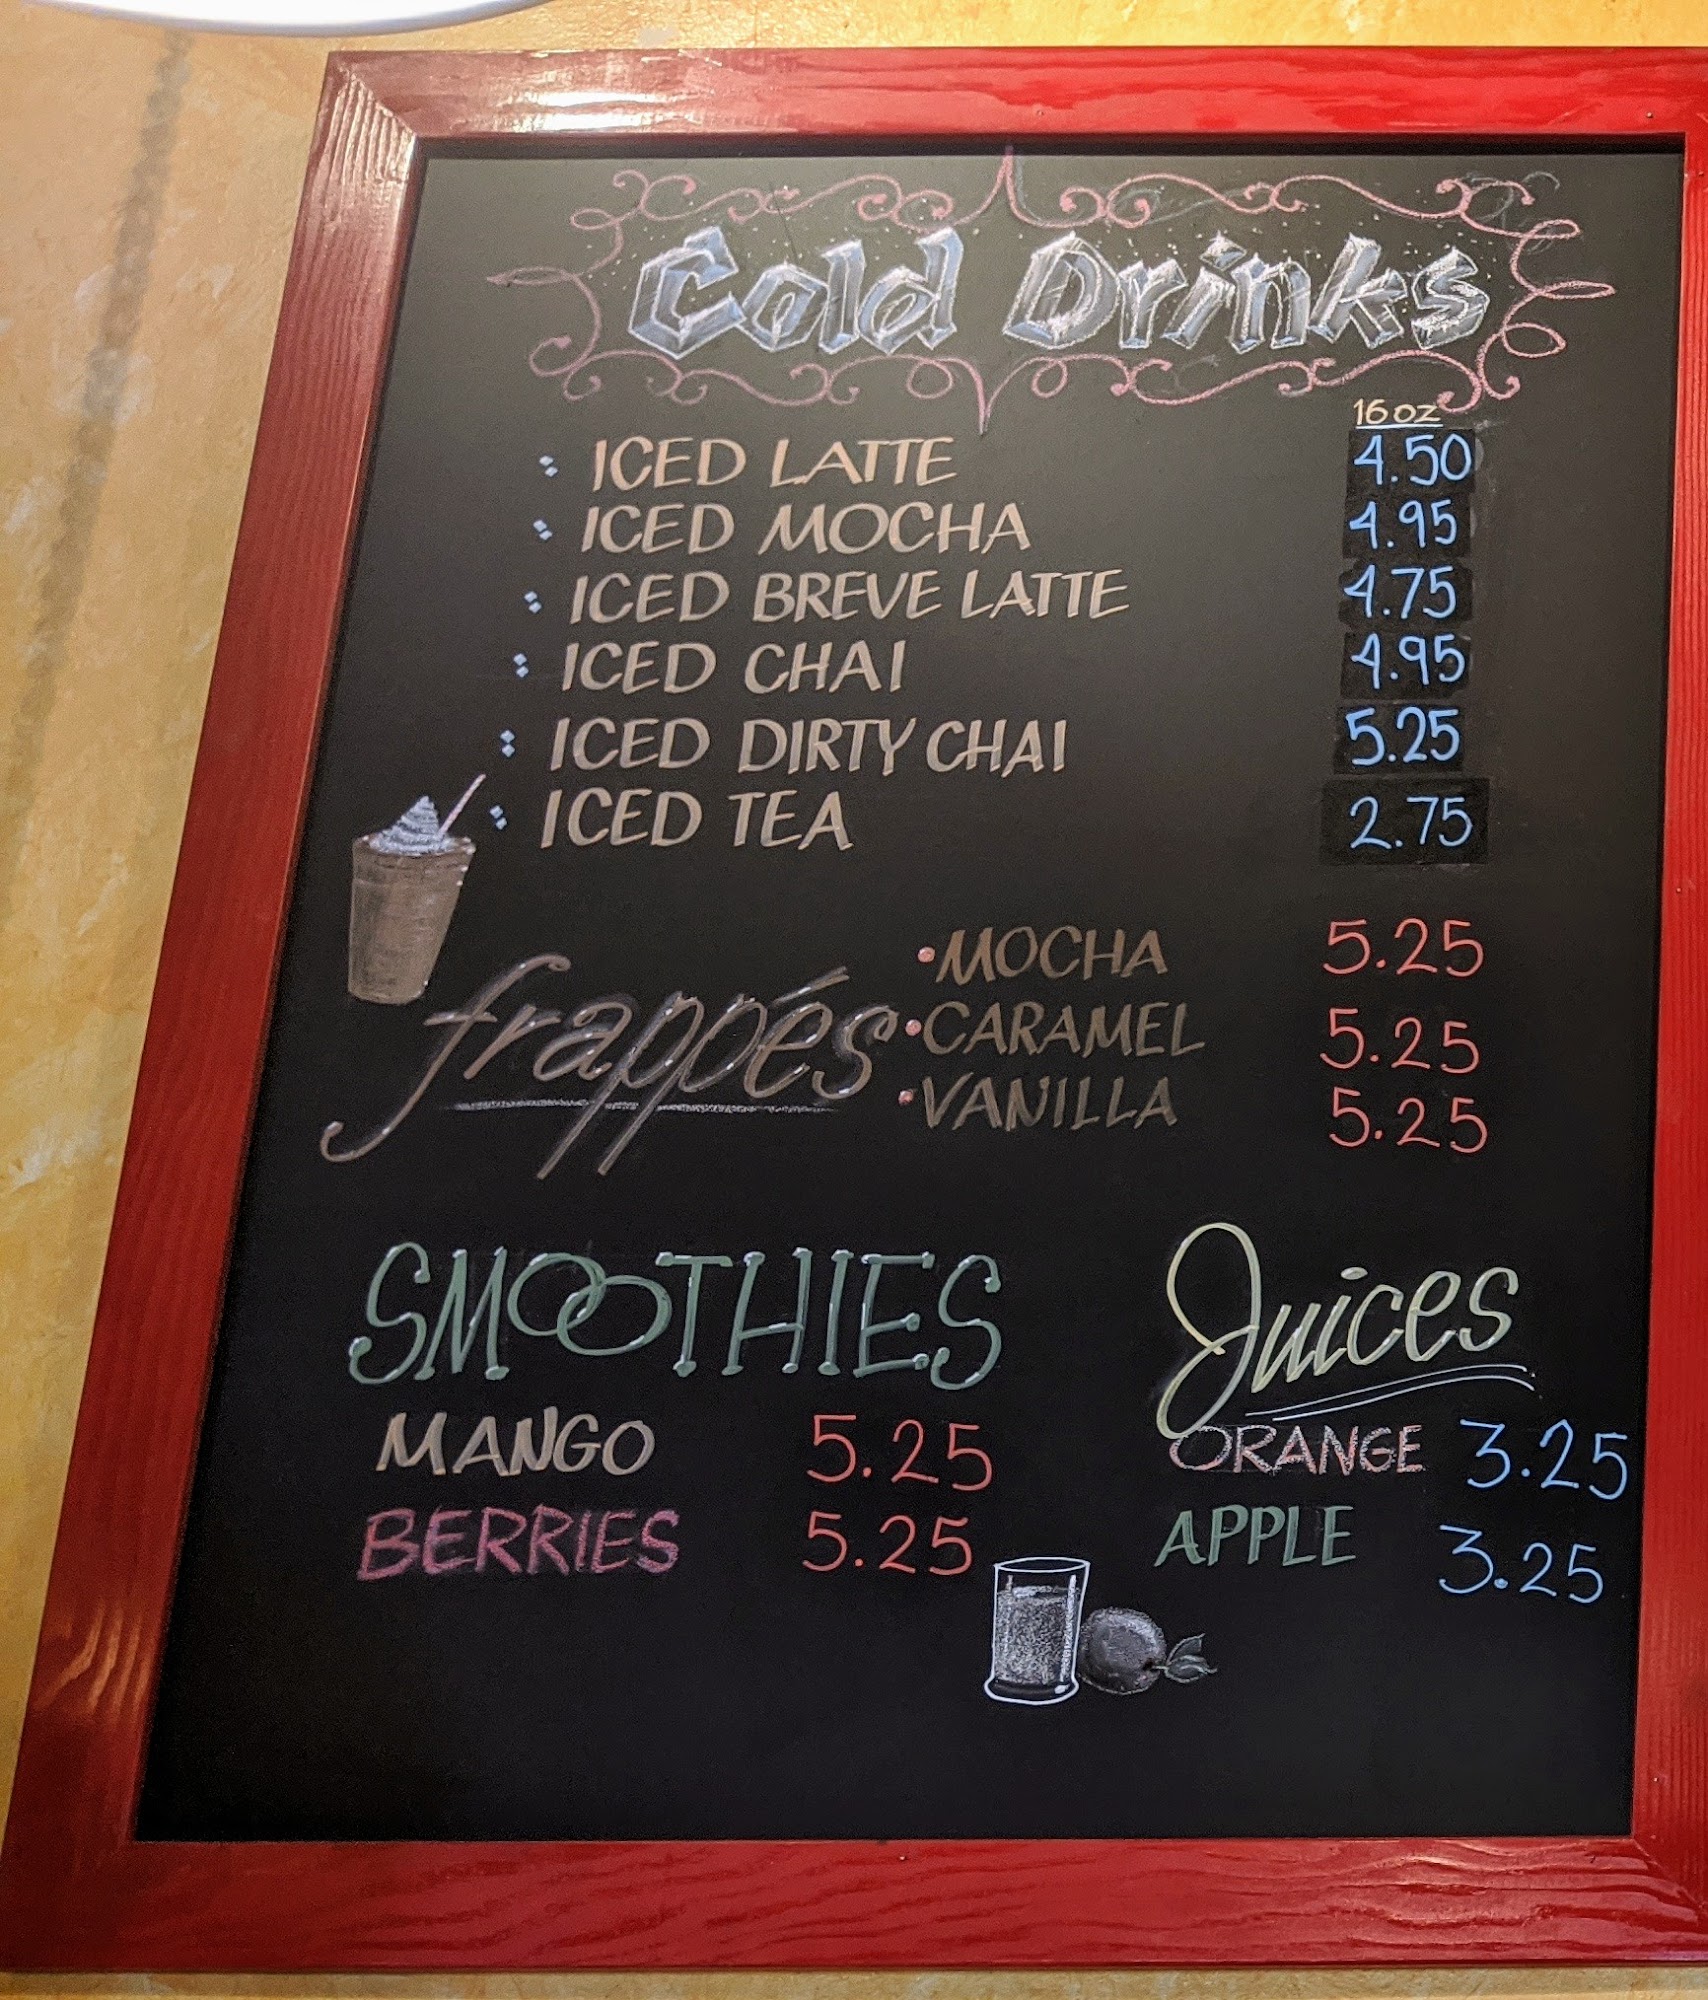 Cold Drinks
16 oz
ICED LATTE 4.50
ICED MOCHA 4.95
ICED BREVE LATTE 4.75
ICED CHAI 4.95
ICED DIRTY CHAI 5.25
ICED TEA 2.75
frappés
MOCHA 5.25
CARAMEL 5.25
VANILLA 5.25
SMOOTHIES
MANGO 5.25
BERRIES 5.25
Juices
ORANGE 3.25
APPLE 3.25